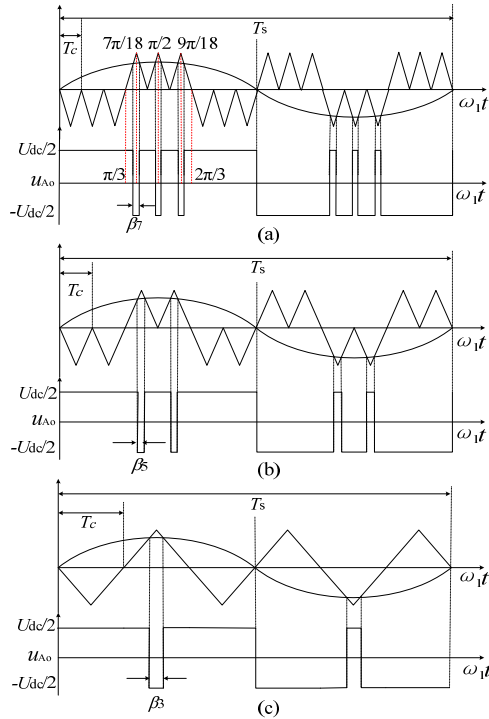 Ts
Tc
7π/18 π/2 9π/18
ω1t
Udc/2
uAo
π/3 2π/3
-Udc/2
β7
(a)
Ts
Tc
ω1t
Udc/2
uAo
ω1t
-Udc/2
β5
(b)
Ts
Tc
ω1t
Udc/2
uAo
ω1t
-Udc/2
β3
(c)